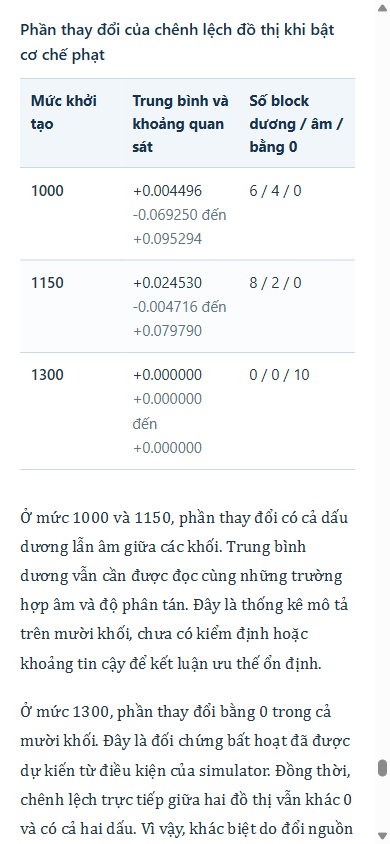 Phần thay đổi của chênh lệch đồ thị khi bật
cơ chế phạt
Mức khởi tạo
Trung bình và khoảng quan sát
Số block dương / âm / bằng 0
1000
+0.004496
-0.069250 đến
+0.095294
6 / 4 / 0
1150
+0.024530
-0.004716 đến
+0.079790
8 / 2 / 0
1300
+0.000000
+0.000000
đến
+0.000000
0 / 0 / 10
Ở mức 1000 và 1150, phần thay đổi có cả dấu
dương lẫn âm giữa các khối. Trung bình
dương vẫn cần được đọc cùng những trường
hợp âm và độ phân tán. Đây là thống kê mô tả
trên mười khối, chưa có kiểm định hoặc
khoảng tin cậy để kết luận ưu thế ổn định.
Ở mức 1300, phần thay đổi bằng 0 trong cả
mười khối. Đây là đối chứng bất hoạt đã được
dự kiến từ điều kiện của simulator. Đồng thời,
chênh lệch trực tiếp giữa hai đồ thị vẫn khác 0
và có cả hai dấu. Vì vậy, khác biệt do đổi nguồn